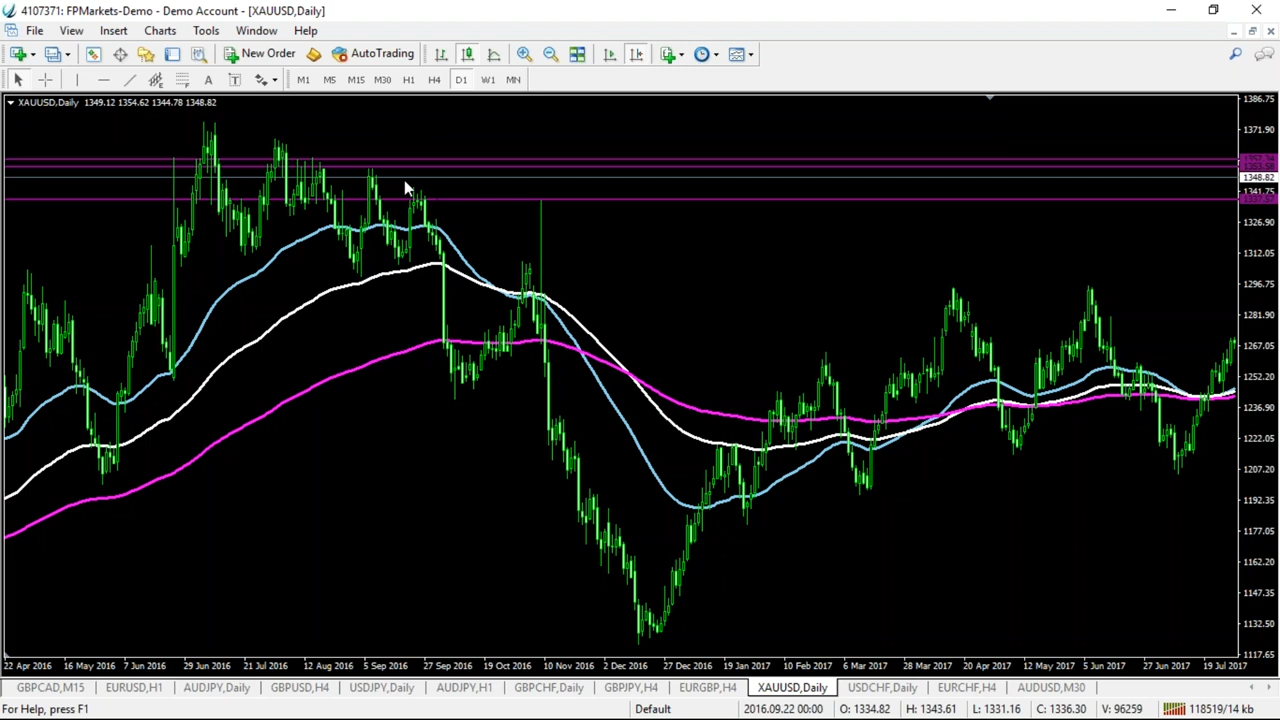 4107371: FPMarkets-Demo - Demo Account - [XAUUSD,Daily]
File View Insert Charts Tools Window Help
New Order AutoTrading
A T M1 M5 M15 M30 H1 H4 D1 W1 MN
XAUUSD,Daily 1349.12 1354.62 1344.78 1348.82
1386.75
1371.90
1348.82
1341.75
1326.90
1312.05
1296.75
1281.90
1267.05
1252.20
1236.90
1222.05
1207.20
1192.35
1177.05
1162.20
1147.35
1132.50
1117.65
22 Apr 2016 16 May 2016 7 Jun 2016 29 Jun 2016 21 Jul 2016 12 Aug 2016 5 Sep 2016 27 Sep 2016 19 Oct 2016 10 Nov 2016 2 Dec 2016 27 Dec 2016 19 Jan 2017 10 Feb 2017 6 Mar 2017 28 Mar 2017 20 Apr 2017 12 May 2017 5 Jun 2017 27 Jun 2017 19 Jul 2017
GBPCAD,M15 EURUSD,H1 AUDJPY,Daily GBPUSD,H4 USDJPY,Daily AUDJPY,H1 GBPCHF,Daily GBPJPY,H4 EURGBP,H4 XAUUSD,Daily USDCHF,Daily EURCHF,H4 AUDUSD,M30
For Help, press F1 Default 2016.09.22 00:00 O: 1334.82 H: 1343.61 L: 1331.16 C: 1336.30 V: 96259 118519/14 kb